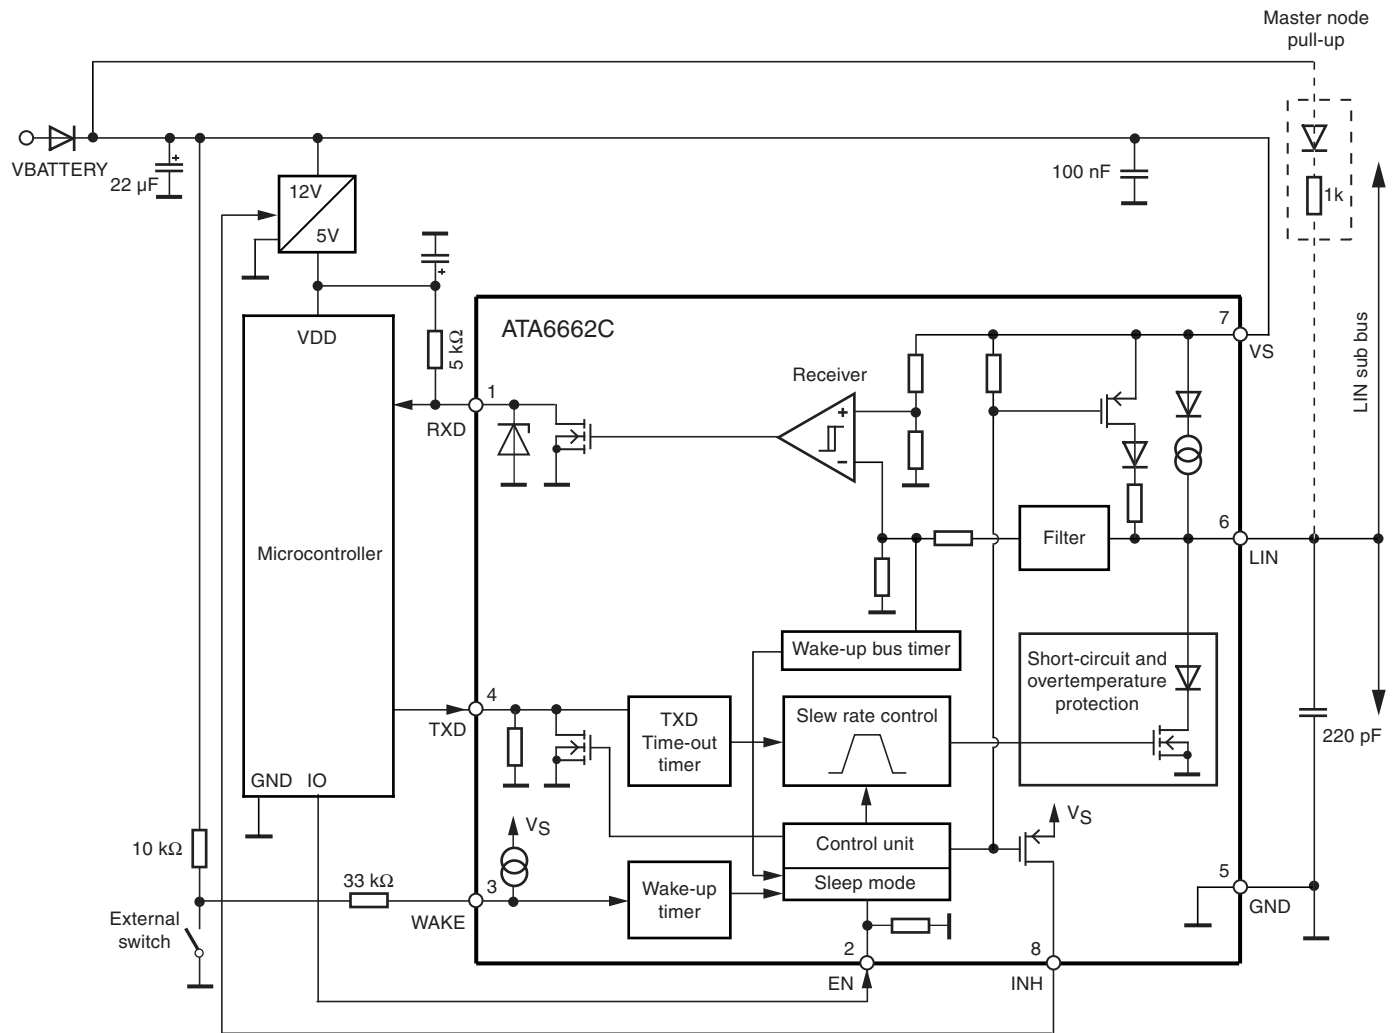 Master node
pull-up
VBATTERY
22 µF
+
12V
5V
+
100 nF
1k
LIN sub bus
VDD
5 kΩ
ATA6662C
7
VS
Receiver
+
-
1
RXD
Microcontroller
6
LIN
Filter
Wake-up bus timer
Short-circuit and
overtemperature
protection
4
TXD
TXD
Time-out
timer
Slew rate control
220 pF
GND IO
VS
VS
Control unit
Sleep mode
10 kΩ
33 kΩ
3
WAKE
Wake-up
timer
5
GND
External
switch
2
EN
8
INH